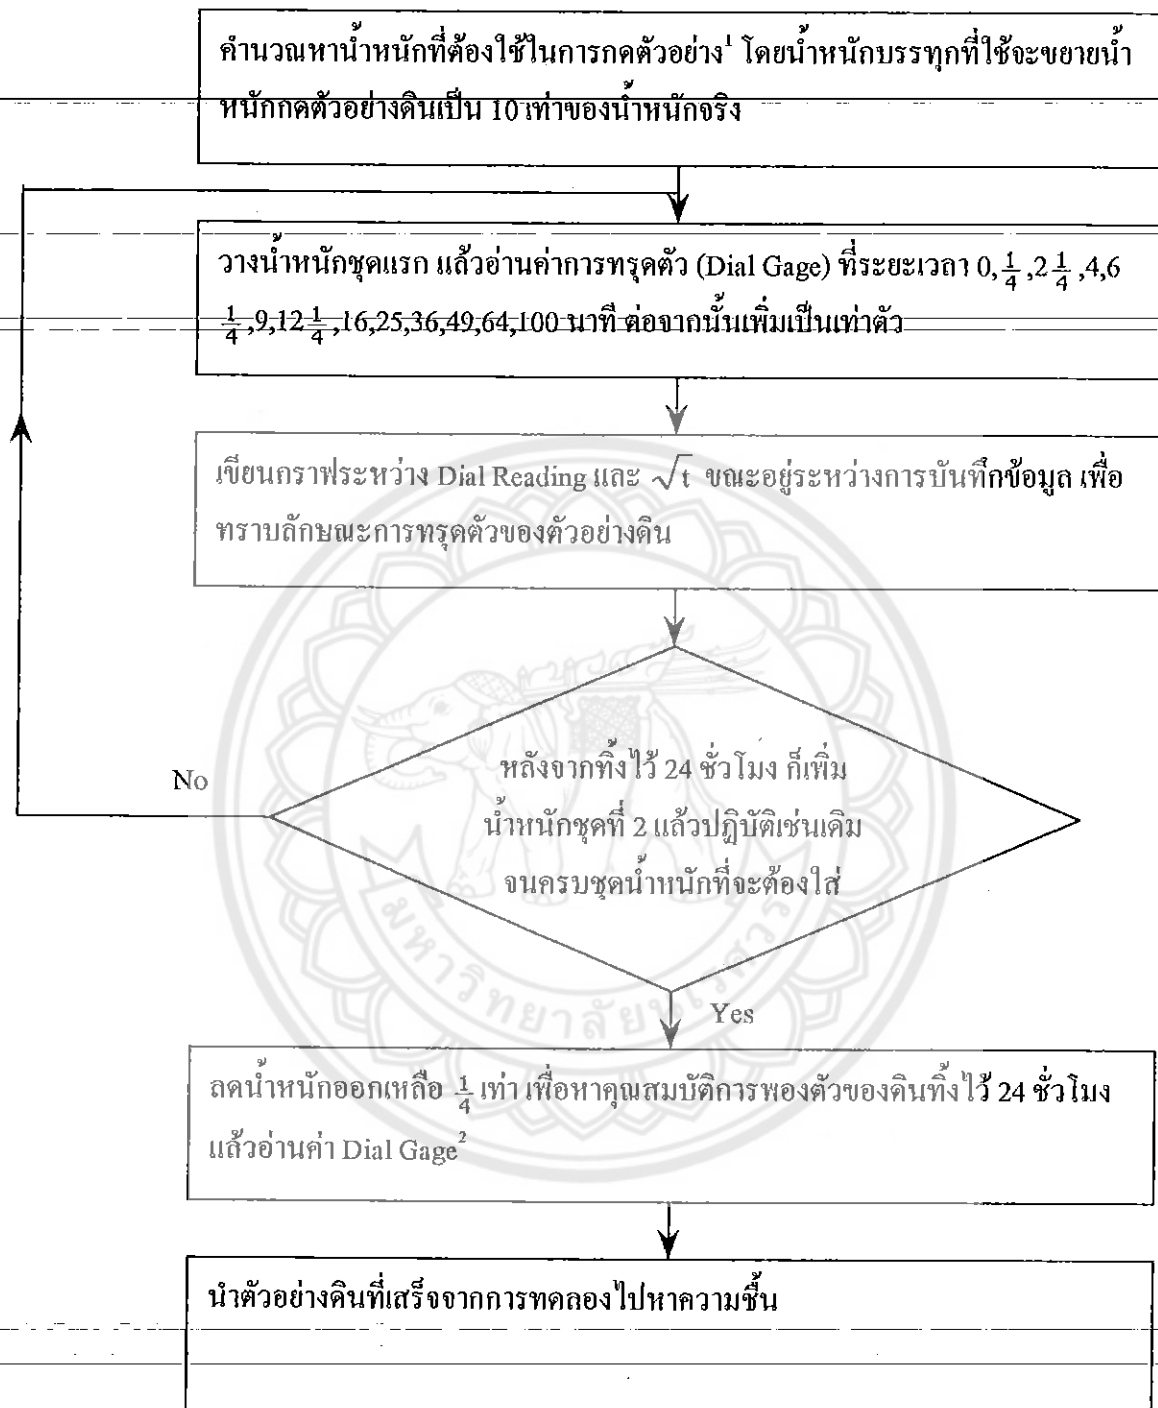 คำนวณหาน้ำหนักที่ต้องใช้ในการกดตัวอย่าง¹ โดยน้ำหนักบรรทุกที่ใช้จะขยายน้ำ
หนักกดตัวอย่างดินเป็น 10 เท่าของน้ำหนักจริง
วางน้ำหนักชุดแรก แล้วอ่านค่าการทรุดตัว (Dial Gage) ที่ระยะเวลา 0,1/4,2 1/4,4,6
1/4,9,12 1/4,16,25,36,49,64,100 นาที ต่อจากนั้นเพิ่มเป็นเท่าตัว
เขียนกราฟระหว่าง Dial Reading และ √t ขณะอยู่ระหว่างการบันทึกข้อมูล เพื่อ
ทราบลักษณะการทรุดตัวของตัวอย่างดิน
หลังจากทิ้งไว้ 24 ชั่วโมง ก็เพิ่ม
น้ำหนักชุดที่ 2 แล้วปฏิบัติเช่นเดิม
จนครบชุดน้ำหนักที่จะต้องใส่
No
Yes
ลดน้ำหนักออกเหลือ 1/4 เท่า เพื่อหาคุณสมบัติการพองตัวของดินทิ้งไว้ 24 ชั่วโมง
แล้วอ่านค่า Dial Gage²
นำตัวอย่างดินที่เสร็จจากการทดลองไปหาความชื้น
มหาวิทยาลัยนเรศวร